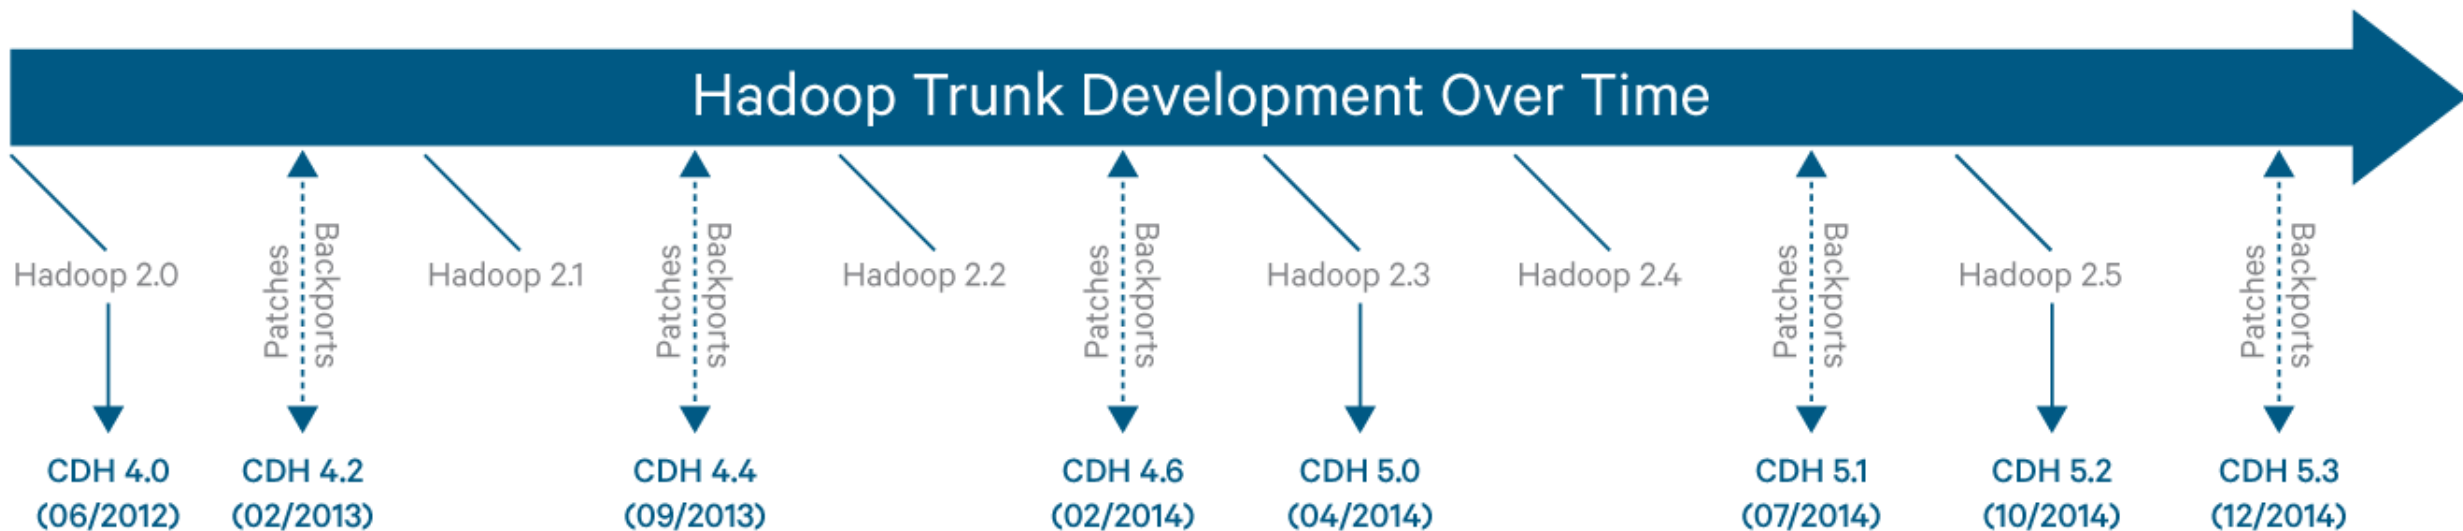 Hadoop Trunk Development Over Time
Hadoop 2.0
Patches
Backports
Hadoop 2.1
Patches
Backports
Hadoop 2.2
Patches
Backports
Hadoop 2.3
Hadoop 2.4
Patches
Backports
Hadoop 2.5
Patches
Backports
CDH 4.0
(06/2012)
CDH 4.2
(02/2013)
CDH 4.4
(09/2013)
CDH 4.6
(02/2014)
CDH 5.0
(04/2014)
CDH 5.1
(07/2014)
CDH 5.2
(10/2014)
CDH 5.3
(12/2014)